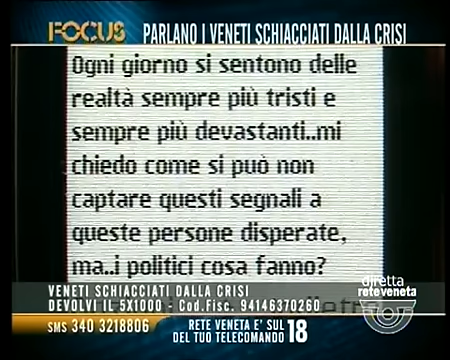 FOCUS PARLANO I VENETI SCHIACCIATI DALLA CRISI
Ogni giorno si sentono delle
realtà sempre più tristi e
sempre più devastanti..mi
chiedo come si può non
captare questi segnali a
queste persone disperate,
ma..i politici cosa fanno?
diretta
reteveneta
VENETI SCHIACCIATI DALLA CRISI
DEVOLVI IL 5X1000 - Cod.Fisc. 94146370260
SMS 340 3218806
RETE VENETA E' SUL 18
DEL TUO TELECOMANDO